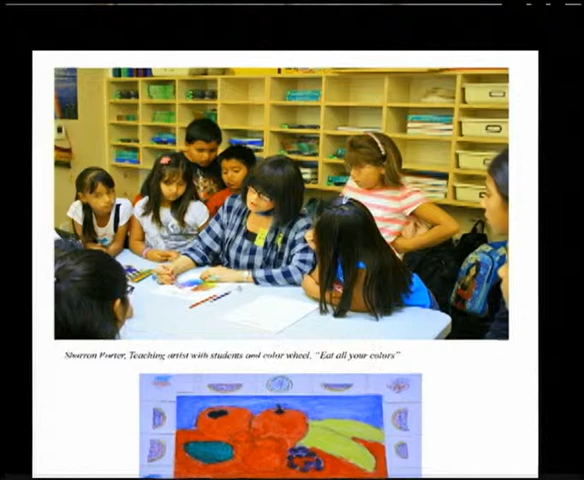 Sharron Porter, Teaching artist with students and color wheel, "Eat all your colors"